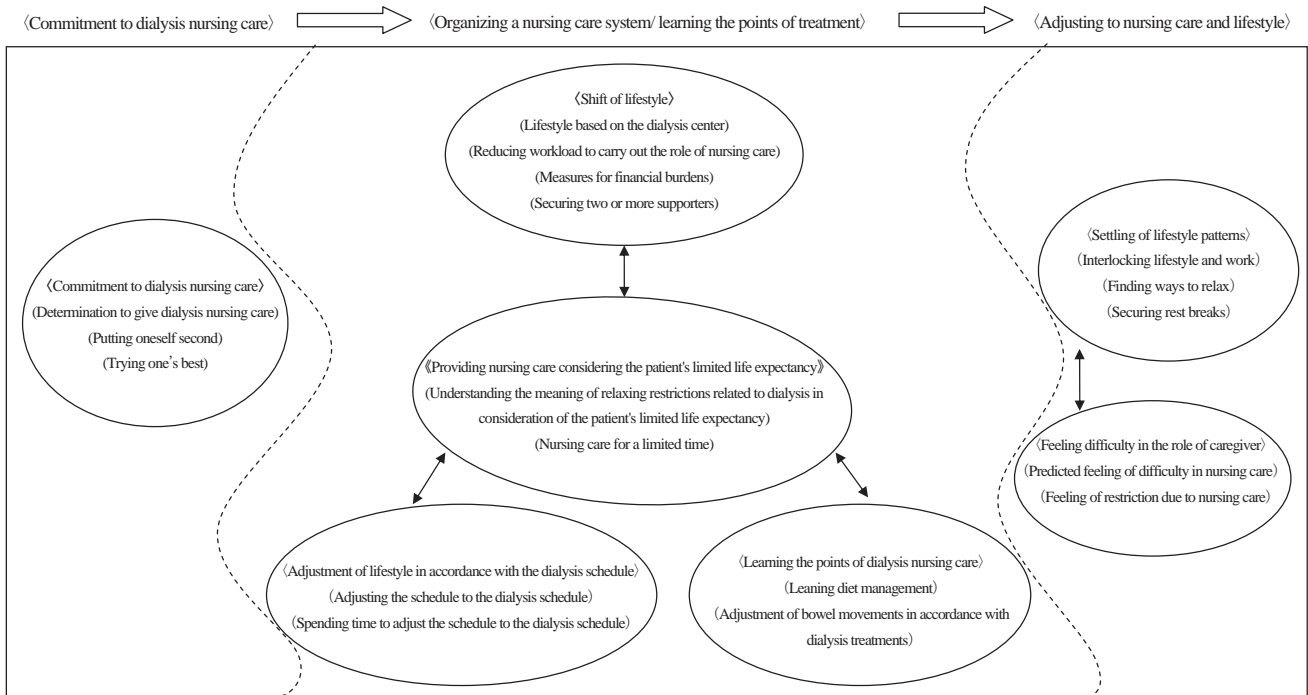 〈Commitment to dialysis nursing care〉
〈Organizing a nursing care system/ learning the points of treatment〉
〈Adjusting to nursing care and lifestyle〉
〈Commitment to dialysis nursing care〉
(Determination to give dialysis nursing care)
(Putting oneself second)
(Trying one’s best)
〈Shift of lifestyle〉
(Lifestyle based on the dialysis center)
(Reducing workload to carry out the role of nursing care)
(Measures for financial burdens)
(Securing two or more supporters)
《Providing nursing care considering the patient's limited life expectancy》
(Understanding the meaning of relaxing restrictions related to dialysis in
consideration of the patient's limited life expectancy)
(Nursing care for a limited time)
〈Adjustment of lifestyle in accordance with the dialysis schedule〉
(Adjusting the schedule to the dialysis schedule)
(Spending time to adjust the schedule to the dialysis schedule)
〈Learning the points of dialysis nursing care〉
(Leaning diet management)
(Adjustment of bowel movements in accordance with
dialysis treatments)
〈Settling of lifestyle patterns〉
(Interlocking lifestyle and work)
(Finding ways to relax)
(Securing rest breaks)
〈Feeling difficulty in the role of caregiver〉
(Predicted feeling of difficulty in nursing care)
(Feeling of restriction due to nursing care)